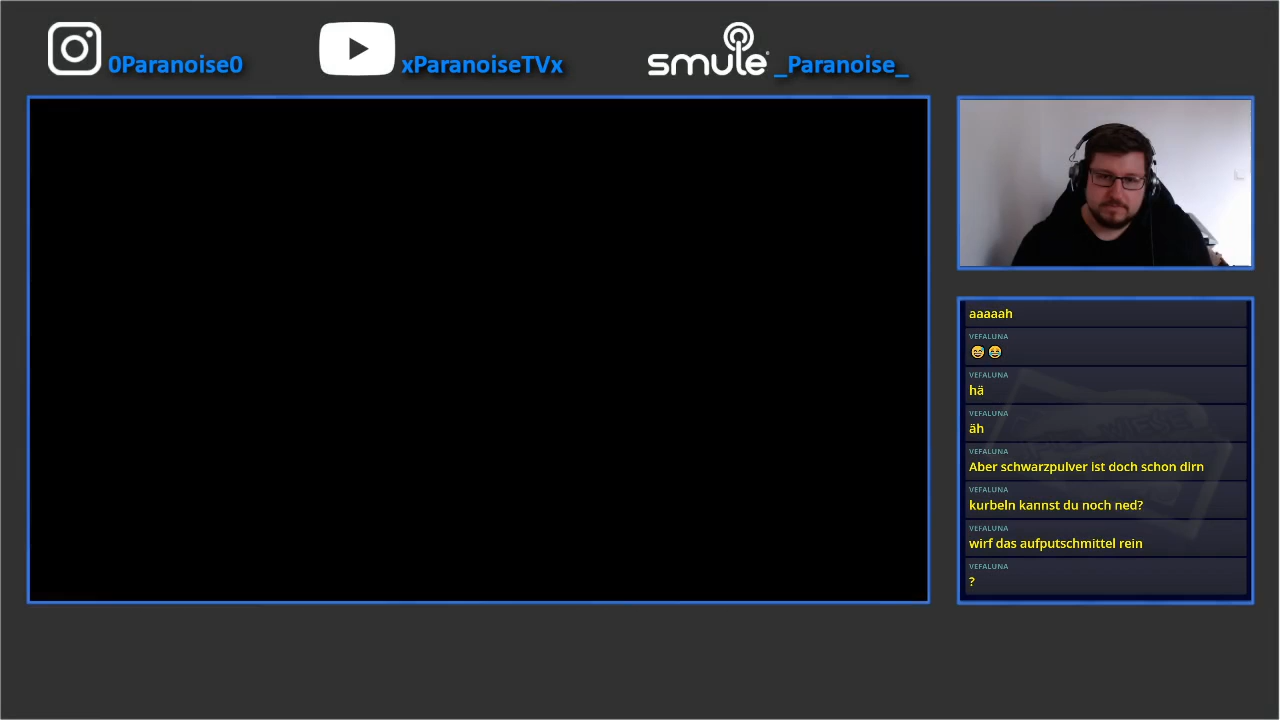 0Paranoise0
xParanoiseTVx
smule
_Paranoise_
aaaaah
VEFALUNA
VEFALUNA
hä
VEFALUNA
äh
VEFALUNA
Aber schwarzpulver ist doch schon dirn
VEFALUNA
kurbeln kannst du noch ned?
VEFALUNA
wirf das aufputschmittel rein
VEFALUNA
?